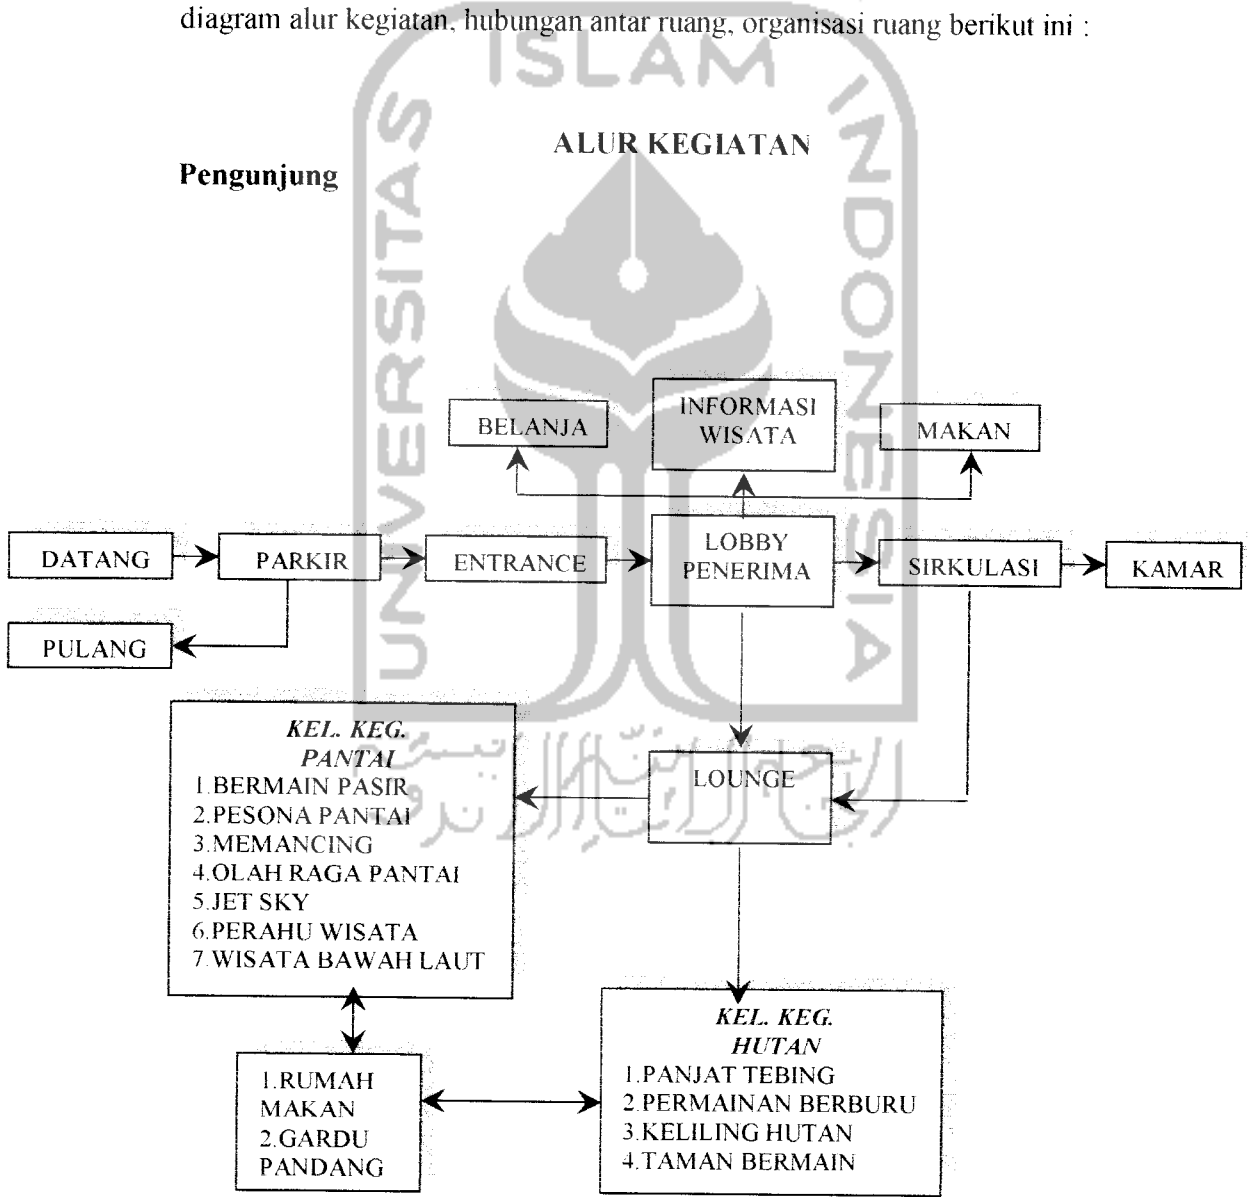 diagram alur kegiatan, hubungan antar ruang, organisasi ruang berikut ini :
ISLAM
UNIVERSITAS
INDONESIA
ALUR KEGIATAN
Pengunjung
BELANJA
INFORMASI
WISATA
MAKAN
DATANG
PARKIR
ENTRANCE
LOBBY
PENERIMA
SIRKULASI
KAMAR
PULANG
KEL. KEG.
PANTAI
1.BERMAIN PASIR
2.PESONA PANTAI
3.MEMANCING
4.OLAH RAGA PANTAI
5.JET SKY
6.PERAHU WISATA
7.WISATA BAWAH LAUT
LOUNGE
1.RUMAH
MAKAN
2.GARDU
PANDANG
KEL. KEG.
HUTAN
1.PANJAT TEBING
2.PERMAINAN BERBURU
3.KELILING HUTAN
4.TAMAN BERMAIN